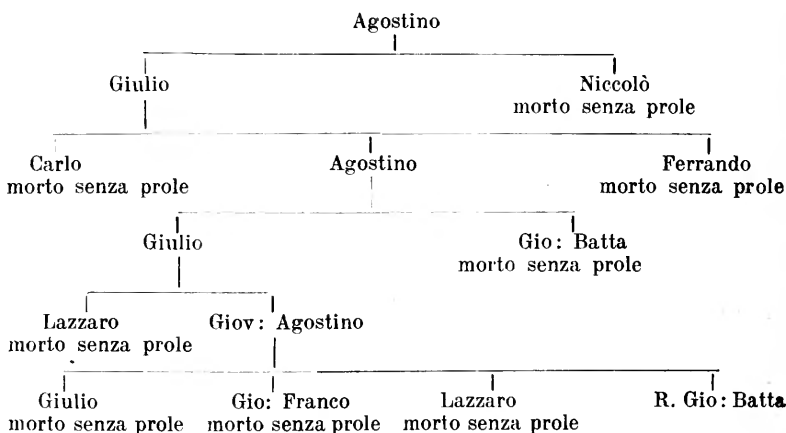 Agostino
Giulio Niccolò
morto senza prole
Carlo Agostino Ferrando
morto senza prole morto senza prole
Giulio Gio: Batta
morto senza prole
Lazzaro Giov: Agostino
morto senza prole
Giulio Gio: Franco Lazzaro R. Gio: Batta
morto senza prole morto senza prole morto senza prole